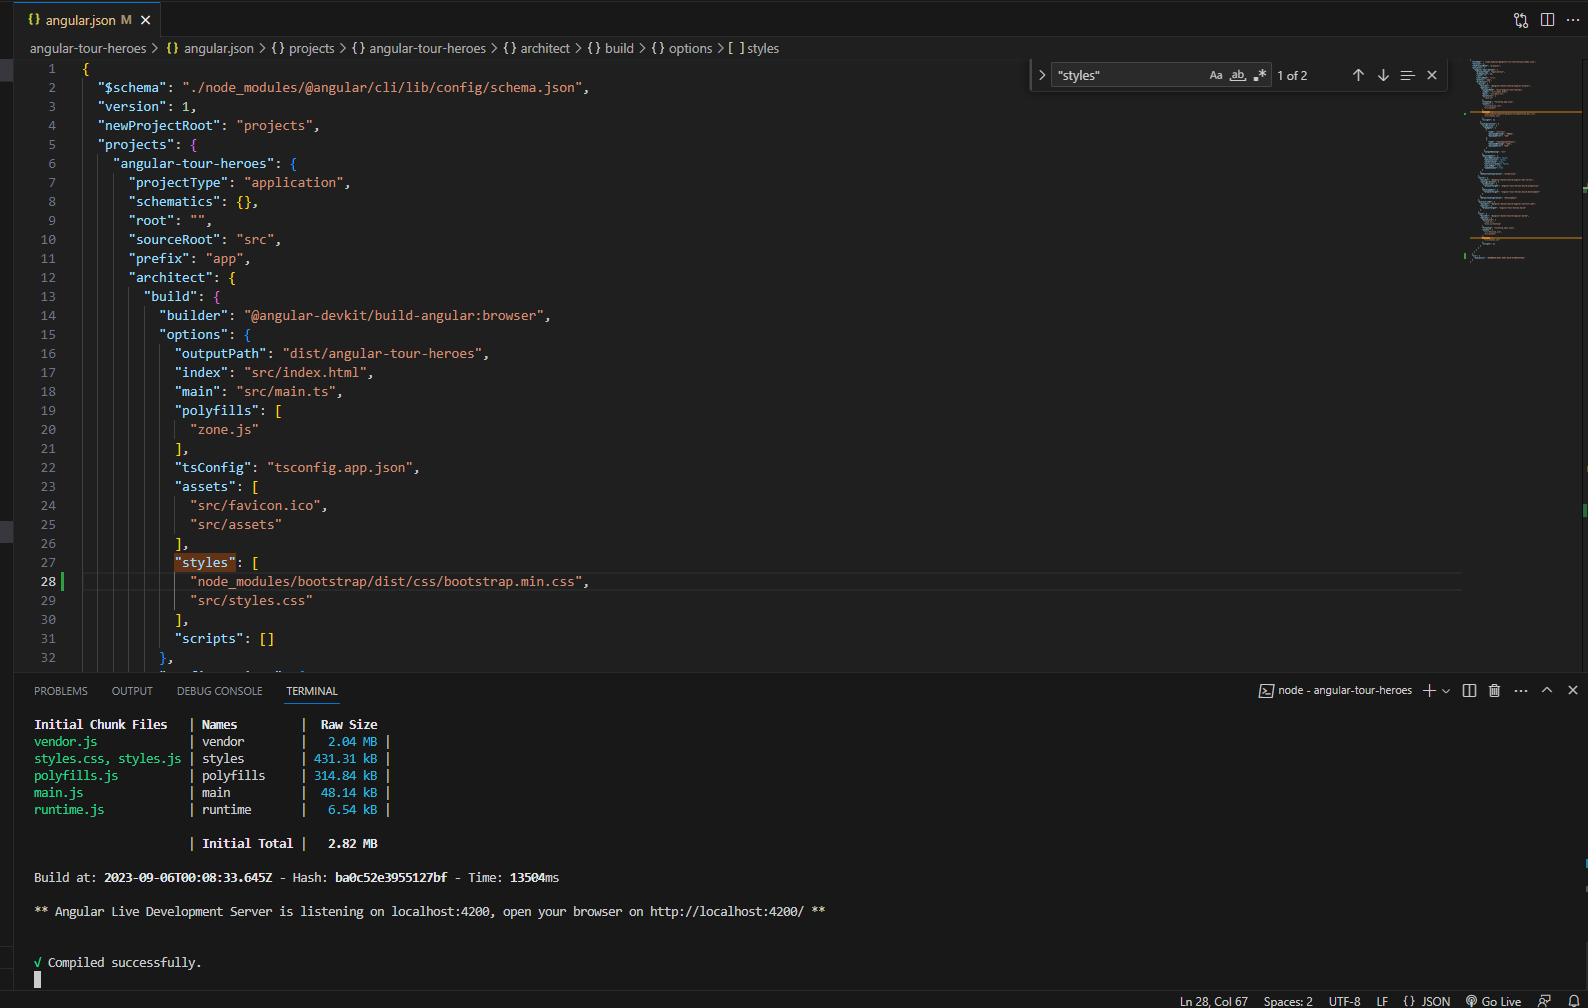 {} angular.json M ×
angular-tour-heroes > {} angular.json > {} projects > {} angular-tour-heroes > {} architect > {} build > {} options > [ ] styles
"styles" Aa ab .* 1 of 2
1 {
2 "$schema": "./node_modules/@angular/cli/lib/config/schema.json",
3 "version": 1,
4 "newProjectRoot": "projects",
5 "projects": {
6 "angular-tour-heroes": {
7 "projectType": "application",
8 "schematics": {},
9 "root": "",
10 "sourceRoot": "src",
11 "prefix": "app",
12 "architect": {
13 "build": {
14 "builder": "@angular-devkit/build-angular:browser",
15 "options": {
16 "outputPath": "dist/angular-tour-heroes",
17 "index": "src/index.html",
18 "main": "src/main.ts",
19 "polyfills": [
20 "zone.js"
21 ],
22 "tsConfig": "tsconfig.app.json",
23 "assets": [
24 "src/favicon.ico",
25 "src/assets"
26 ],
27 "styles": [
28 "node_modules/bootstrap/dist/css/bootstrap.min.css",
29 "src/styles.css"
30 ],
31 "scripts": []
32 },
PROBLEMS OUTPUT DEBUG CONSOLE TERMINAL node - angular-tour-heroes
Initial Chunk Files | Names | Raw Size
vendor.js | vendor | 2.04 MB |
styles.css, styles.js | styles | 431.31 kB |
polyfills.js | polyfills | 314.84 kB |
main.js | main | 48.14 kB |
runtime.js | runtime | 6.54 kB |
| Initial Total | 2.82 MB
Build at: 2023-09-06T00:08:33.645Z - Hash: ba0c52e3955127bf - Time: 13504ms
** Angular Live Development Server is listening on localhost:4200, open your browser on http://localhost:4200/ **
√ Compiled successfully.
Ln 28, Col 67 Spaces: 2 UTF-8 LF {} JSON Go Live